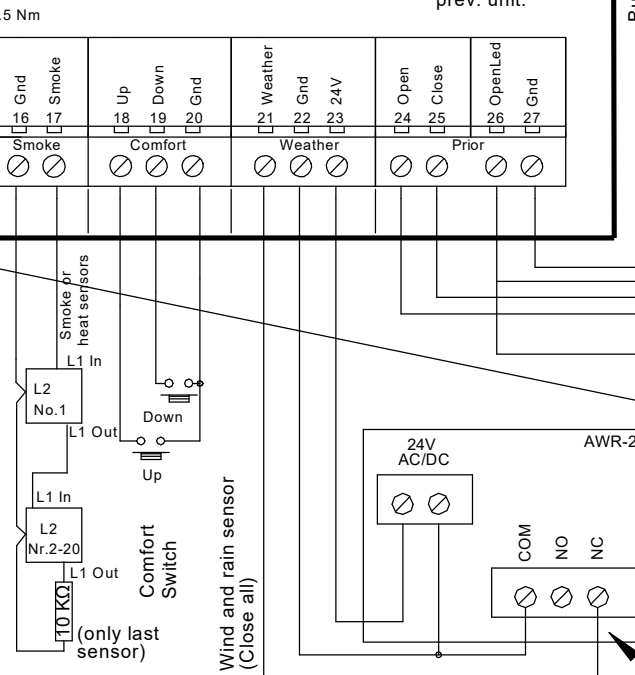 .5 Nm
prev. unit.
Gnd
Smoke
Up
Down
Gnd
Weather
Gnd
24V
Open
Close
OpenLed
Gnd
16 17 18 19 20 21 22 23 24 25 26 27
Smoke Comfort Weather Prior
Smoke or
heat sensors
L1 In
L2
No.1
L1 Out
Down
Up
L1 In
L2
Nr.2-20
L1 Out
10 KΩ
(only last
sensor)
Comfort
Switch
Wind and rain sensor
(Close all)
24V
AC/DC
AWR-2
COM
NO
NC